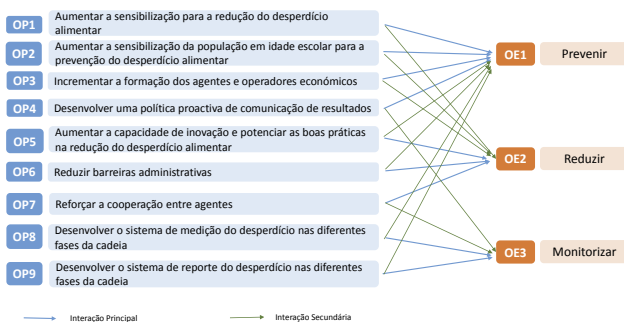 OP1 Aumentar a sensibilização para a redução do desperdício
alimentar
OP2 Aumentar a sensibilização da população em idade escolar para a
prevenção do desperdício alimentar
OP3 Incrementar a formação dos agentes e operadores económicos
OP4 Desenvolver uma política proactiva de comunicação de resultados
OP5 Aumentar a capacidade de inovação e potenciar as boas práticas
na redução do desperdício alimentar
OP6 Reduzir barreiras administrativas
OP7 Reforçar a cooperação entre agentes
OP8 Desenvolver o sistema de medição do desperdício nas diferentes
fases da cadeia
OP9 Desenvolver o sistema de reporte do desperdício nas diferentes
fases da cadeia
OE1 Prevenir
OE2 Reduzir
OE3 Monitorizar
Interação Principal
Interação Secundária